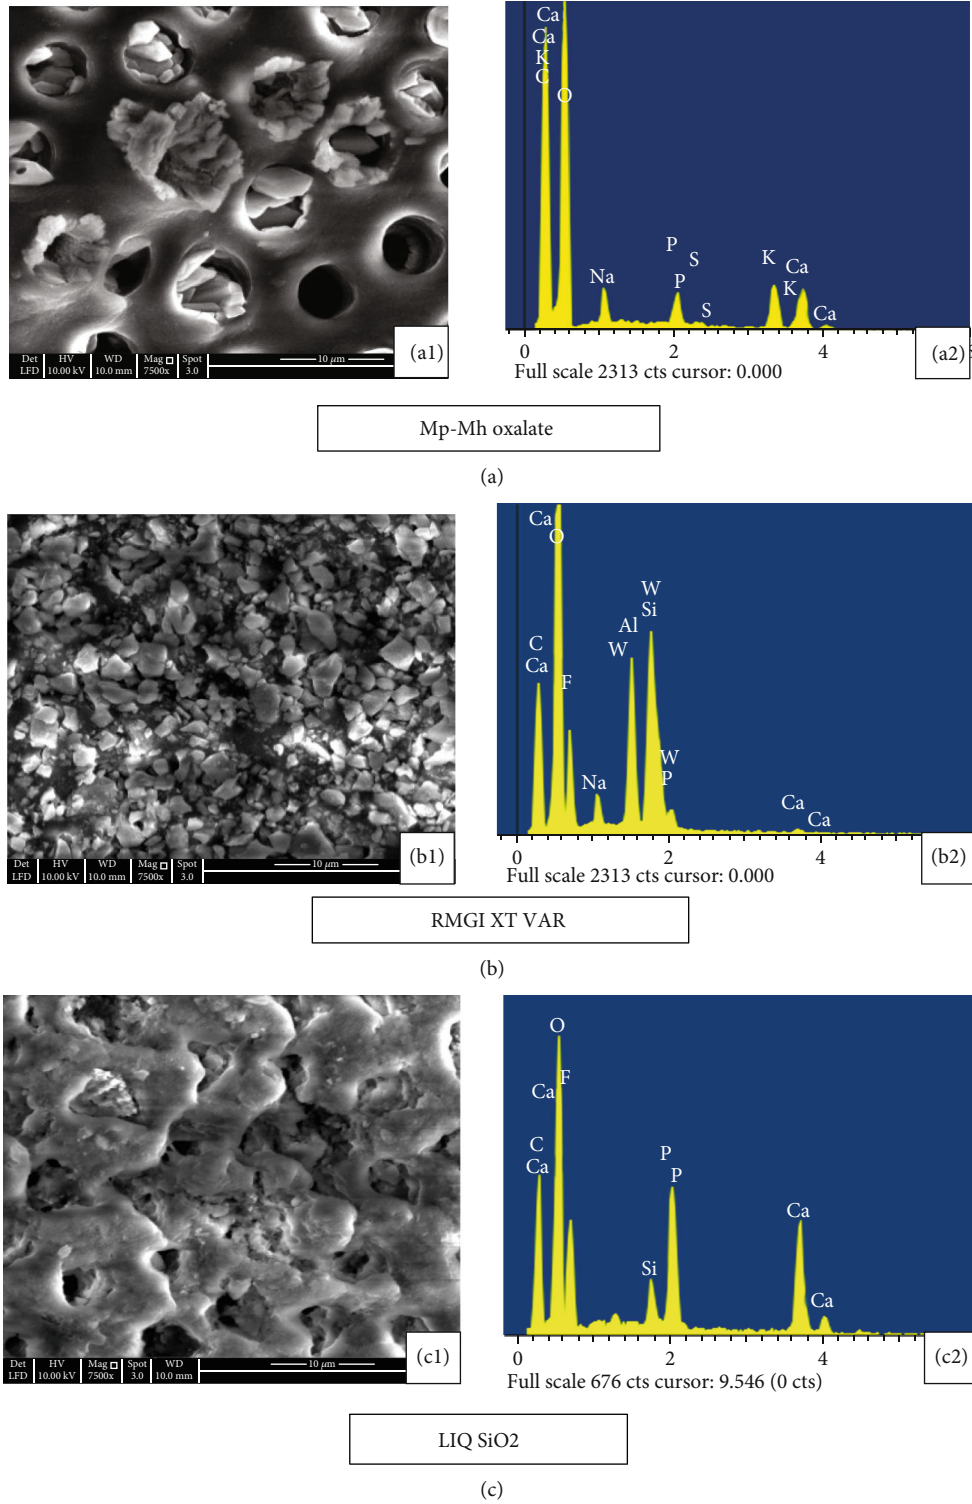 Ca
Ca
K
C
O
Na
P
S
P
S
K
Ca
K
Ca
Det HV WD Mag Spot 10 μm
LFD 10.00 kV 10.0 mm 7500x 3.0
(a1)
0 2 4
(a2)
Full scale 2313 cts cursor: 0.000
Mp-Mh oxalate
(a)
Ca
O
C
Ca
F
Na
W
Al
W
Si
W
P
Ca
Ca
Det HV WD Mag Spot 10 μm
LFD 10.00 kV 10.0 mm 7500x 3.0
(b1)
0 2 4
(b2)
Full scale 2313 cts cursor: 0.000
RMGI XT VAR
(b)
O
F
Ca
C
Ca
P
P
Si
Ca
Ca
Det HV Mag Spot WD 10 μm
LFD 10.00 kV 7500x 3.0 10.0 mm
(c1)
0 2 4
(c2)
Full scale 676 cts cursor: 9.546 (0 cts)
LIQ SiO2
(c)